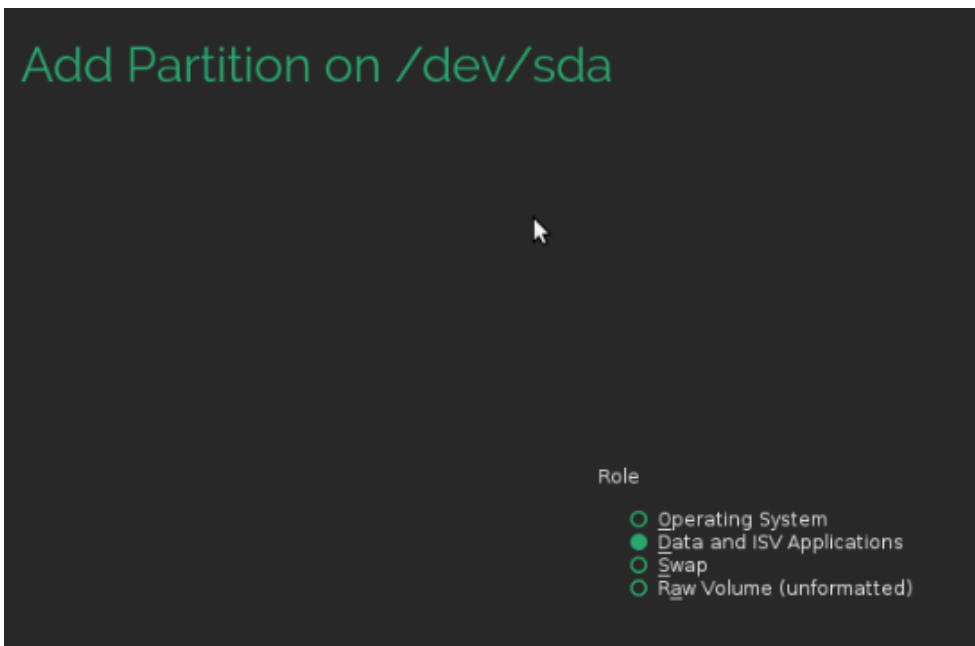 Add Partition on /dev/sda
Role
Operating System
Data and ISV Applications
Swap
Raw Volume (unformatted)